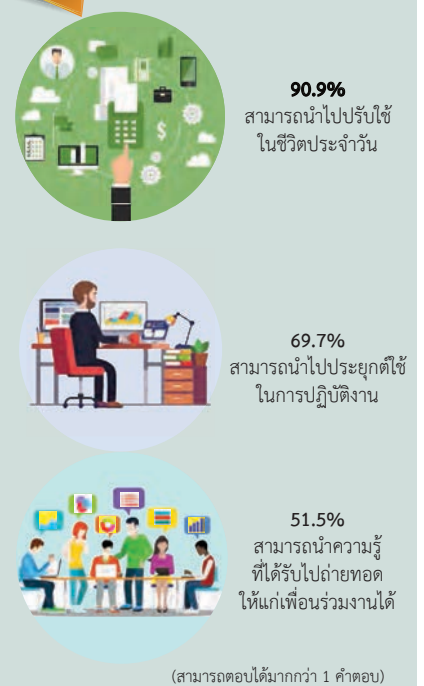 90.9%
สามารถนำไปปรับใช้
ในชีวิตประจำวัน
69.7%
สามารถนำไปประยุกต์ใช้
ในการปฏิบัติงาน
51.5%
สามารถนำความรู้
ที่ได้รับไปถ่ายทอด
ให้แก่เพื่อนร่วมงานได้
(สามารถตอบได้มากกว่า 1 คำตอบ)